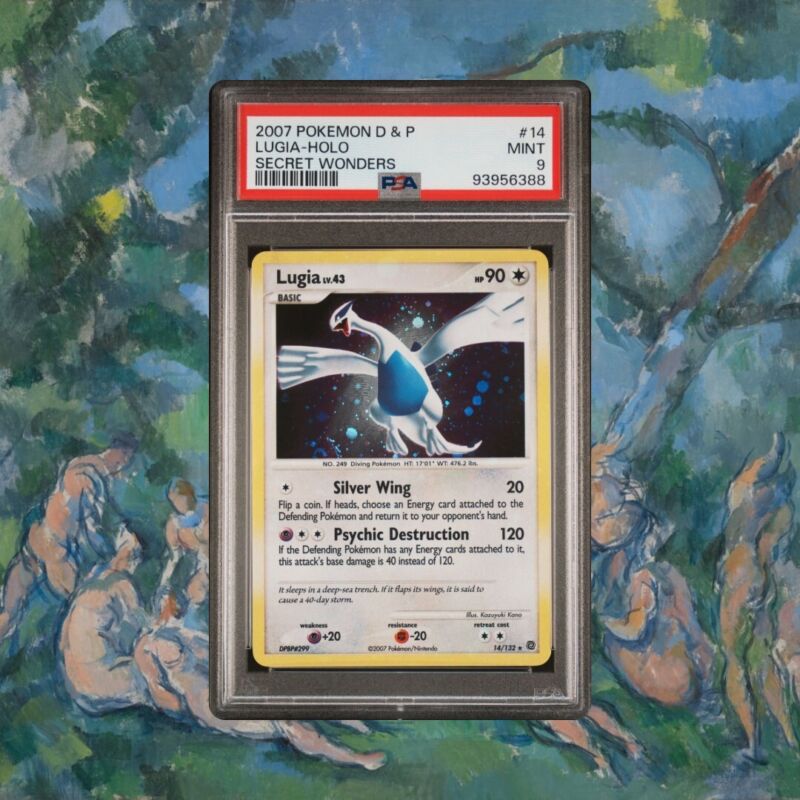 2007 POKEMON D & P #14
LUGIA-HOLO MINT
SECRET WONDERS 9
PSA 93956388
Lugia LV.43 HP 90
BASIC
NO. 249 Diving Pokémon HT: 17'01" WT: 476.2 lbs.
Silver Wing 20
Flip a coin. If heads, choose an Energy card attached to the
Defending Pokémon and return it to your opponent's hand.
Psychic Destruction 120
If the Defending Pokémon has any Energy cards attached to it,
this attack's base damage is 40 instead of 120.
It sleeps in a deep-sea trench. If it flaps its wings, it is said to
cause a 40-day storm.
Illus. Kazuyuki Kano
weakness resistance retreat cost
+20 -20
DPBP#299 ©2007 Pokémon/Nintendo 14/132